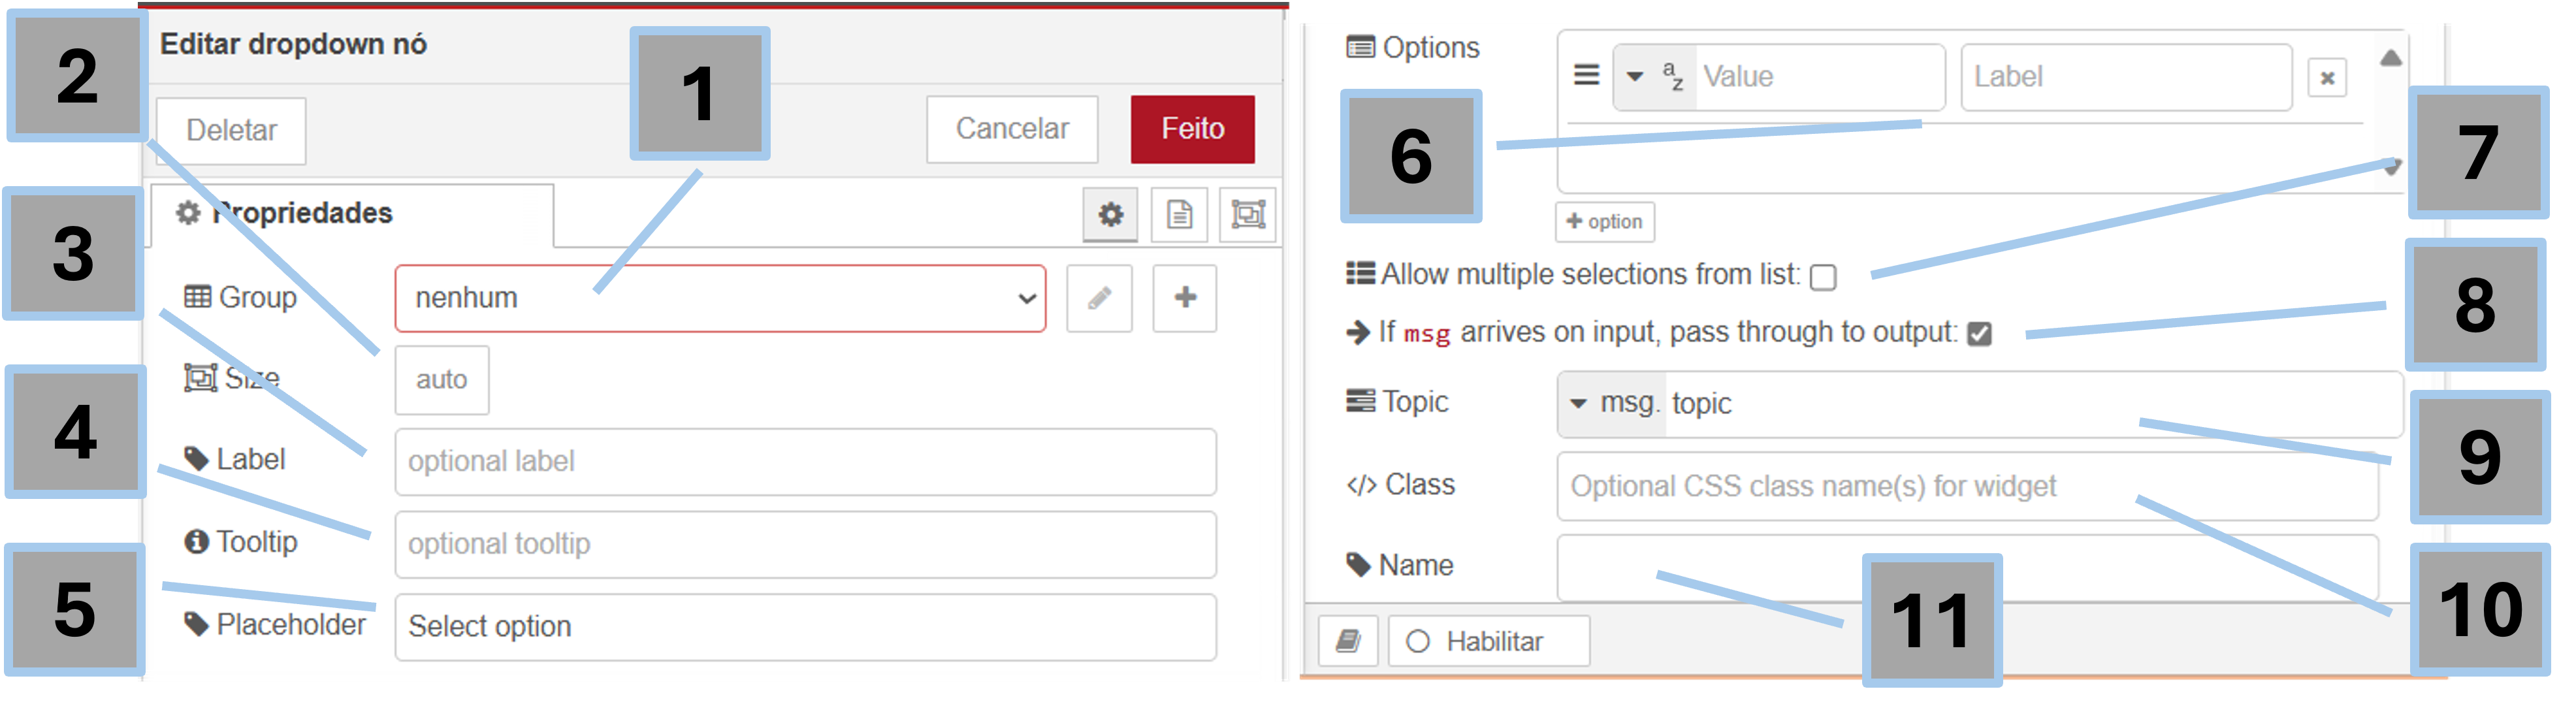 2
Editar dropdown nó
1
Deletar
Cancelar
Feito
3
Propriedades
Group
nenhum
4
Size
auto
Label
optional label
Tooltip
optional tooltip
5
Placeholder
Select option
Options
a z Value
Label
6
7
+ option
Allow multiple selections from list:
8
If msg arrives on input, pass through to output:
Topic
msg. topic
9
Class
Optional CSS class name(s) for widget
Name
10
11
Habilitar